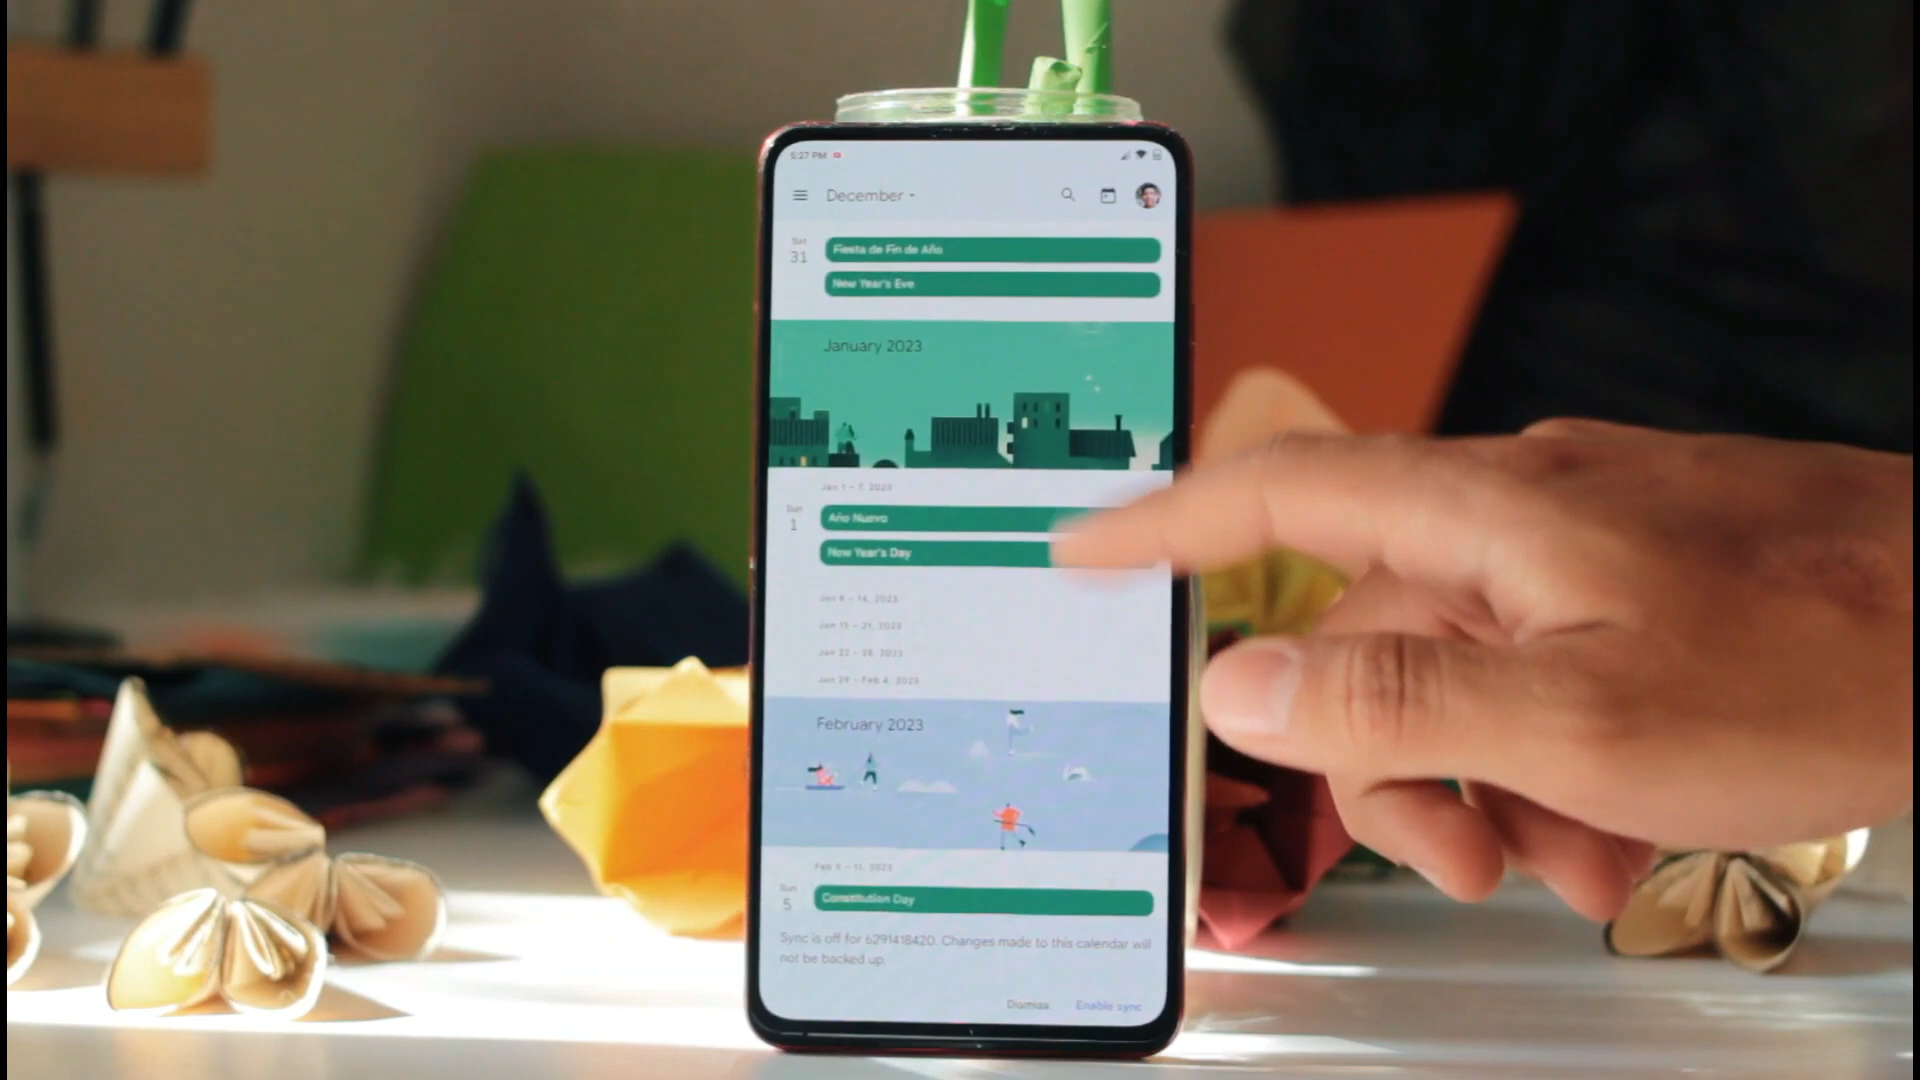 5:27 PM
December
Sat
31
Fiesta de Fin de Año
New Year's Eve
January 2023
Jan 1 – 7, 2023
Sun
1
Año Nuevo
New Year's Day
Jan 8 – 14, 2023
Jan 15 – 21, 2023
Jan 22 – 28, 2023
Jan 29 – Feb 4, 2023
February 2023
Feb 5 – 11, 2023
Sun
5
Constitution Day
Sync is off for 6291418420. Changes made to this calendar will
not be backed up.
Dismiss
Enable sync